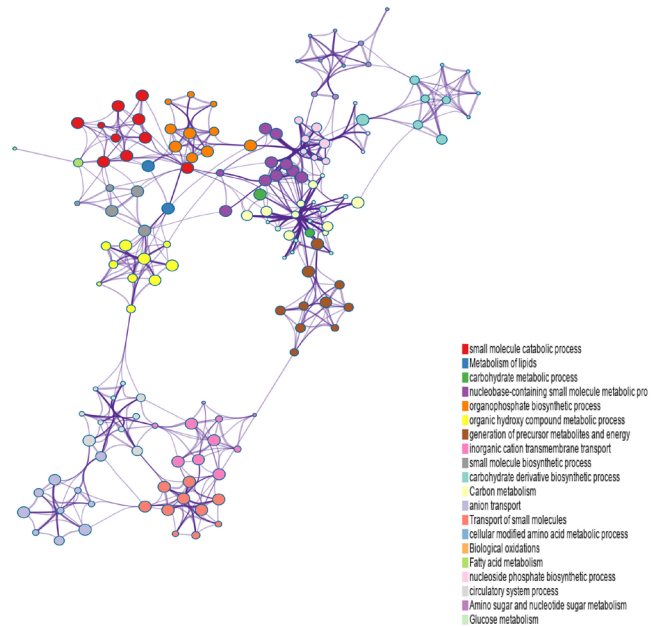 small molecule catabolic process
Metabolism of lipids
carbohydrate metabolic process
nucleobase-containing small molecule metabolic pro
organophosphate biosynthetic process
organic hydroxy compound metabolic process
generation of precursor metabolites and energy
inorganic cation transmembrane transport
small molecule biosynthetic process
carbohydrate derivative biosynthetic process
Carbon metabolism
anion transport
Transport of small molecules
cellular modified amino acid metabolic process
Biological oxidations
Fatty acid metabolism
nucleoside phosphate biosynthetic process
circulatory system process
Amino sugar and nucleotide sugar metabolism
Glucose metabolism